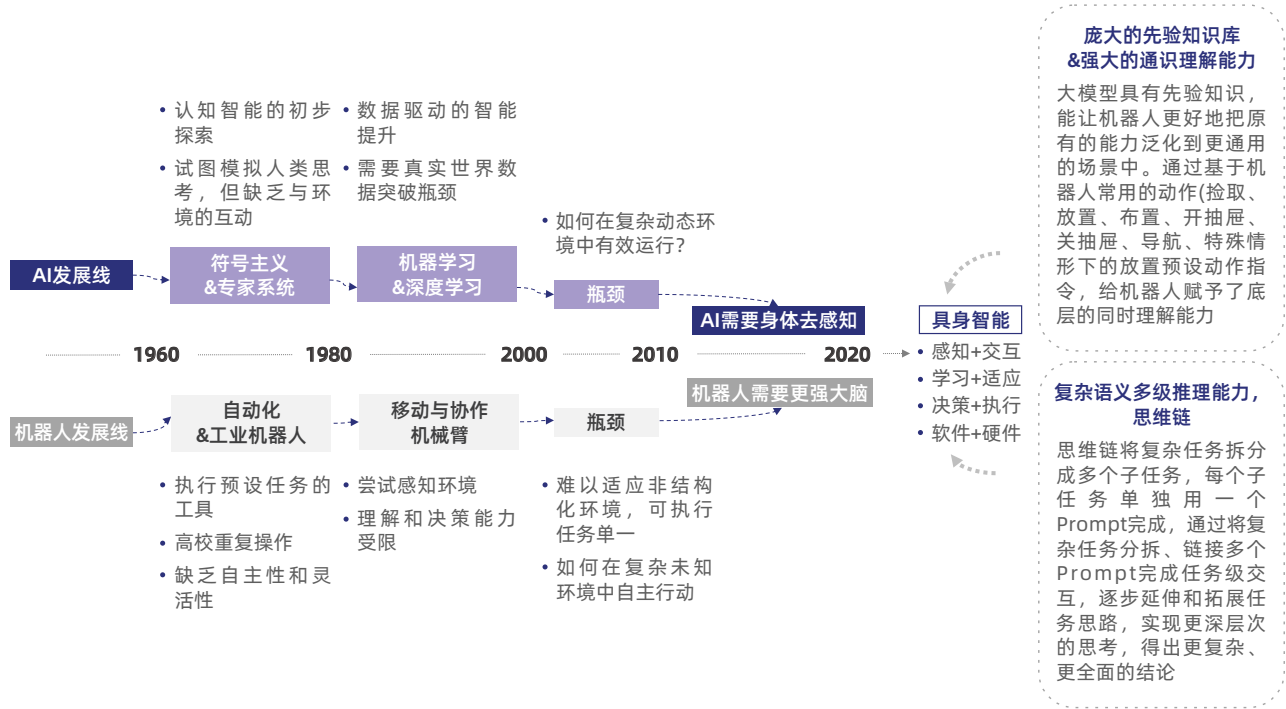 认知智能的初步
探索
试图模拟人类思
考，但缺乏与环
境的互动
数据驱动的智能
提升
需要真实世界数
据突破瓶颈
如何在复杂动态环
境中有效运行？
AI发展线
符号主义
&专家系统
机器学习
&深度学习
瓶颈
AI需要身体去感知
1960
1980
2000
2010
2020
机器人发展线
自动化
&工业机器人
移动与协作
机械臂
瓶颈
机器人需要更强大脑
执行预设任务的
工具
高校重复操作
缺乏自主性和灵
活性
尝试感知环境
理解和决策能力
受限
难以适应非结构
化环境，可执行
任务单一
如何在复杂未知
环境中自主行动
具身智能
感知+交互
学习+适应
决策+执行
软件+硬件
庞大的先验知识库
&强大的通识理解能力
大模型具有先验知识，
能让机器人更好地把原
有的能力泛化到更通用
的场景中。通过基于机
器人常用的动作(捡取、
放置、布置、开抽屉、
关抽屉、导航、特殊情
形下的放置预设动作指
令，给机器人赋予了底
层的同时理解能力
复杂语义多级推理能力，
思维链
思维链将复杂任务拆分
成多个子任务，每个子
任务单独用一个
Prompt完成，通过将复
杂任务分拆、链接多个
Prompt完成任务级交
互，逐步延伸和拓展任
务思路，实现更深层次
的思考，得出更复杂、
更全面的结论